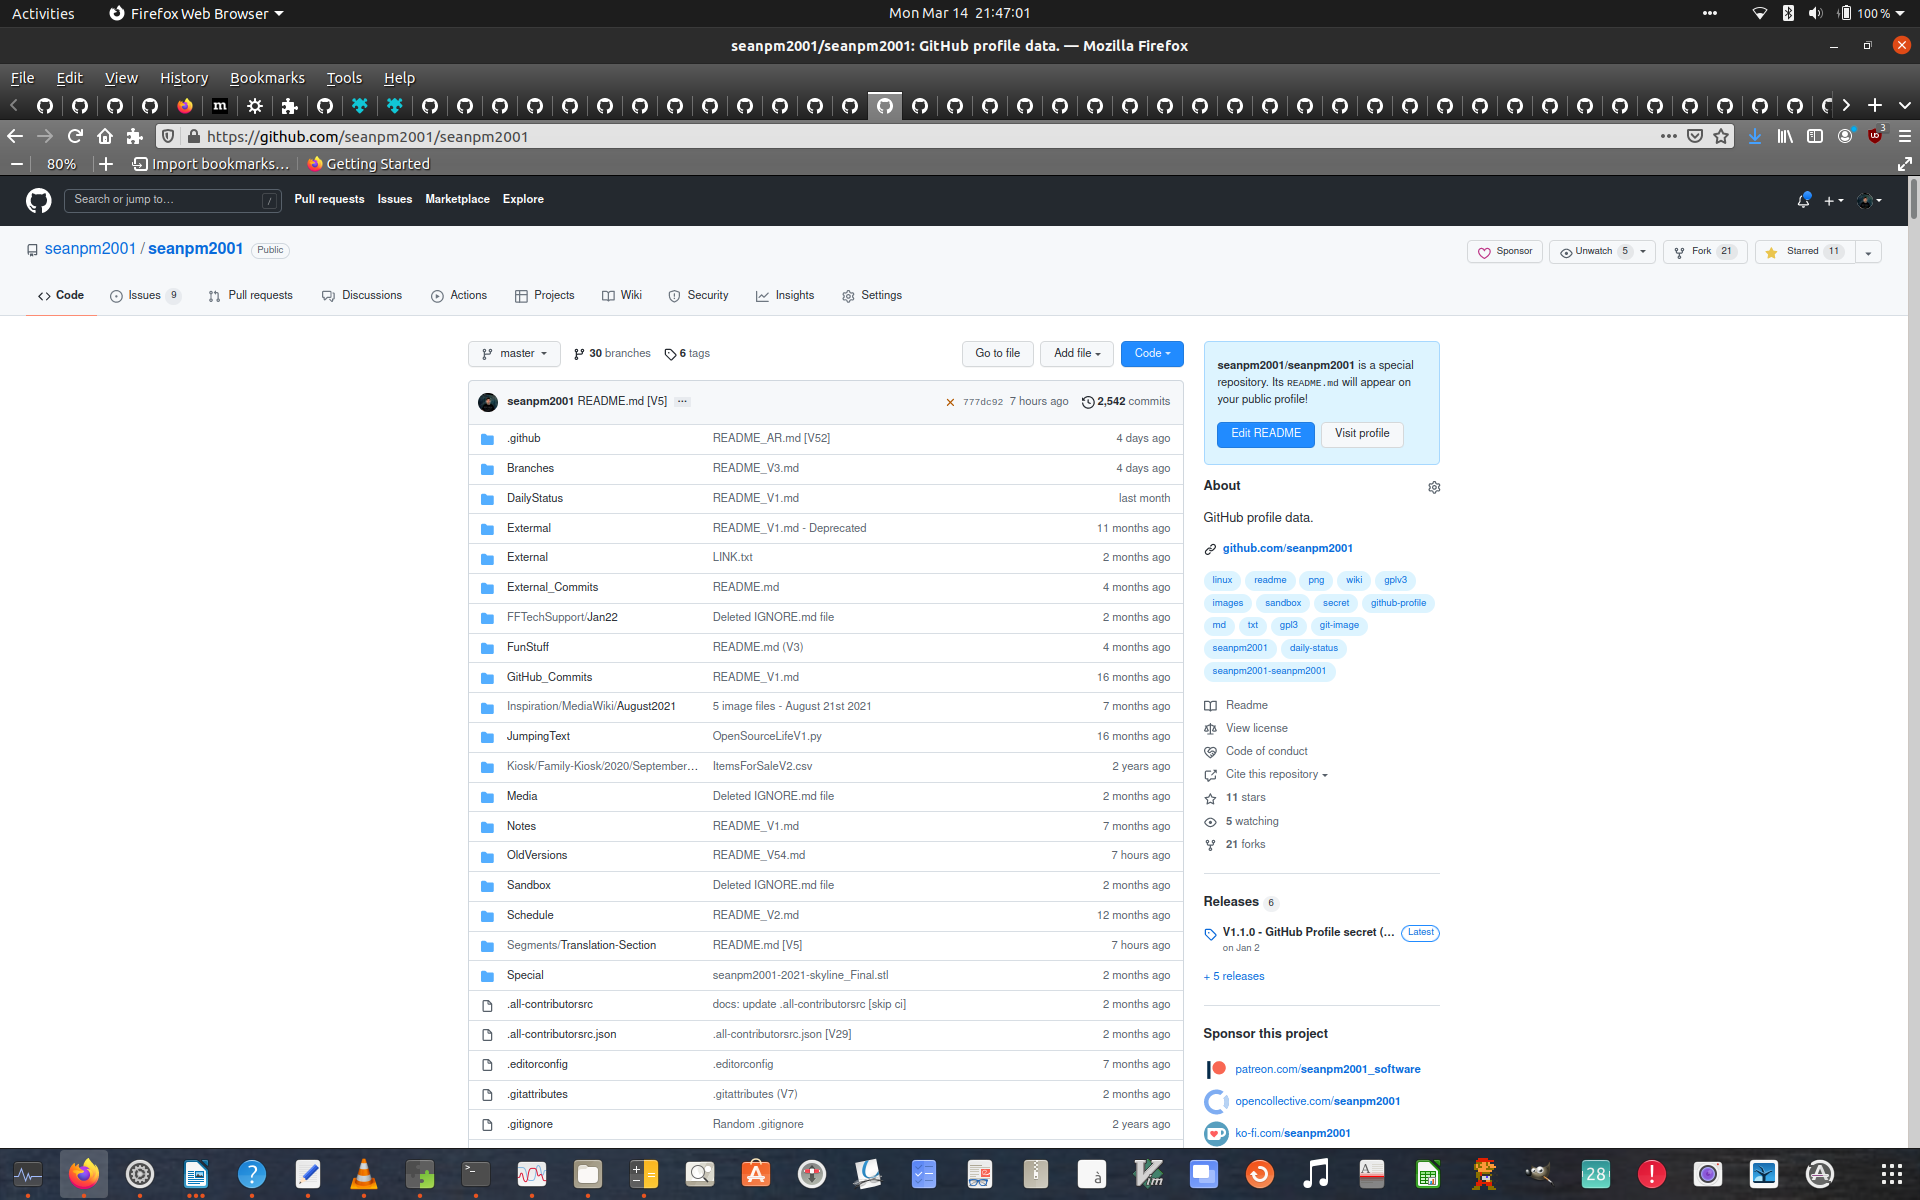 Activities Firefox Web Browser Mon Mar 14 21:47:01 100 %
seanpm2001/seanpm2001: GitHub profile data. — Mozilla Firefox
File Edit View History Bookmarks Tools Help
https://github.com/seanpm2001/seanpm2001 3
80% Import bookmarks… Getting Started
Search or jump to… / Pull requests Issues Marketplace Explore
seanpm2001 / seanpm2001 Public Sponsor Unwatch 5 Fork 21 Starred 11
Code Issues 9 Pull requests Discussions Actions Projects Wiki Security Insights Settings
master 30 branches 6 tags Go to file Add file Code
seanpm2001 README.md [V5] ... 777dc92 7 hours ago 2,542 commits
.github README_AR.md [V52] 4 days ago
Branches README_V3.md 4 days ago
DailyStatus README_V1.md last month
Extermal README_V1.md - Deprecated 11 months ago
External LINK.txt 2 months ago
External_Commits README.md 4 months ago
FFTechSupport/Jan22 Deleted IGNORE.md file 2 months ago
FunStuff README.md (V3) 4 months ago
GitHub_Commits README_V1.md 16 months ago
Inspiration/MediaWiki/August2021 5 image files - August 21st 2021 7 months ago
JumpingText OpenSourceLifeV1.py 16 months ago
Kiosk/Family-Kiosk/2020/September... ItemsForSaleV2.csv 2 years ago
Media Deleted IGNORE.md file 2 months ago
Notes README_V1.md 7 months ago
OldVersions README_V54.md 7 hours ago
Sandbox Deleted IGNORE.md file 2 months ago
Schedule README_V2.md 12 months ago
Segments/Translation-Section README.md [V5] 7 hours ago
Special seanpm2001-2021-skyline_Final.stl 2 months ago
.all-contributorsrc docs: update .all-contributorsrc [skip ci] 2 months ago
.all-contributorsrc.json .all-contributorsrc.json [V29] 2 months ago
.editorconfig .editorconfig 7 months ago
.gitattributes .gitattributes (V7) 2 months ago
.gitignore Random .gitignore 2 years ago
seanpm2001/seanpm2001 is a special
repository. Its README.md will appear on
your public profile!
Edit README Visit profile
About
GitHub profile data.
github.com/seanpm2001
linux readme png wiki gplv3
images sandbox secret github-profile
md txt gpl3 git-image
seanpm2001 daily-status
seanpm2001-seanpm2001
Readme
View license
Code of conduct
Cite this repository
11 stars
5 watching
21 forks
Releases 6
V1.1.0 - GitHub Profile secret (... Latest
on Jan 2
+ 5 releases
Sponsor this project
patreon.com/seanpm2001_software
opencollective.com/seanpm2001
ko-fi.com/seanpm2001
28